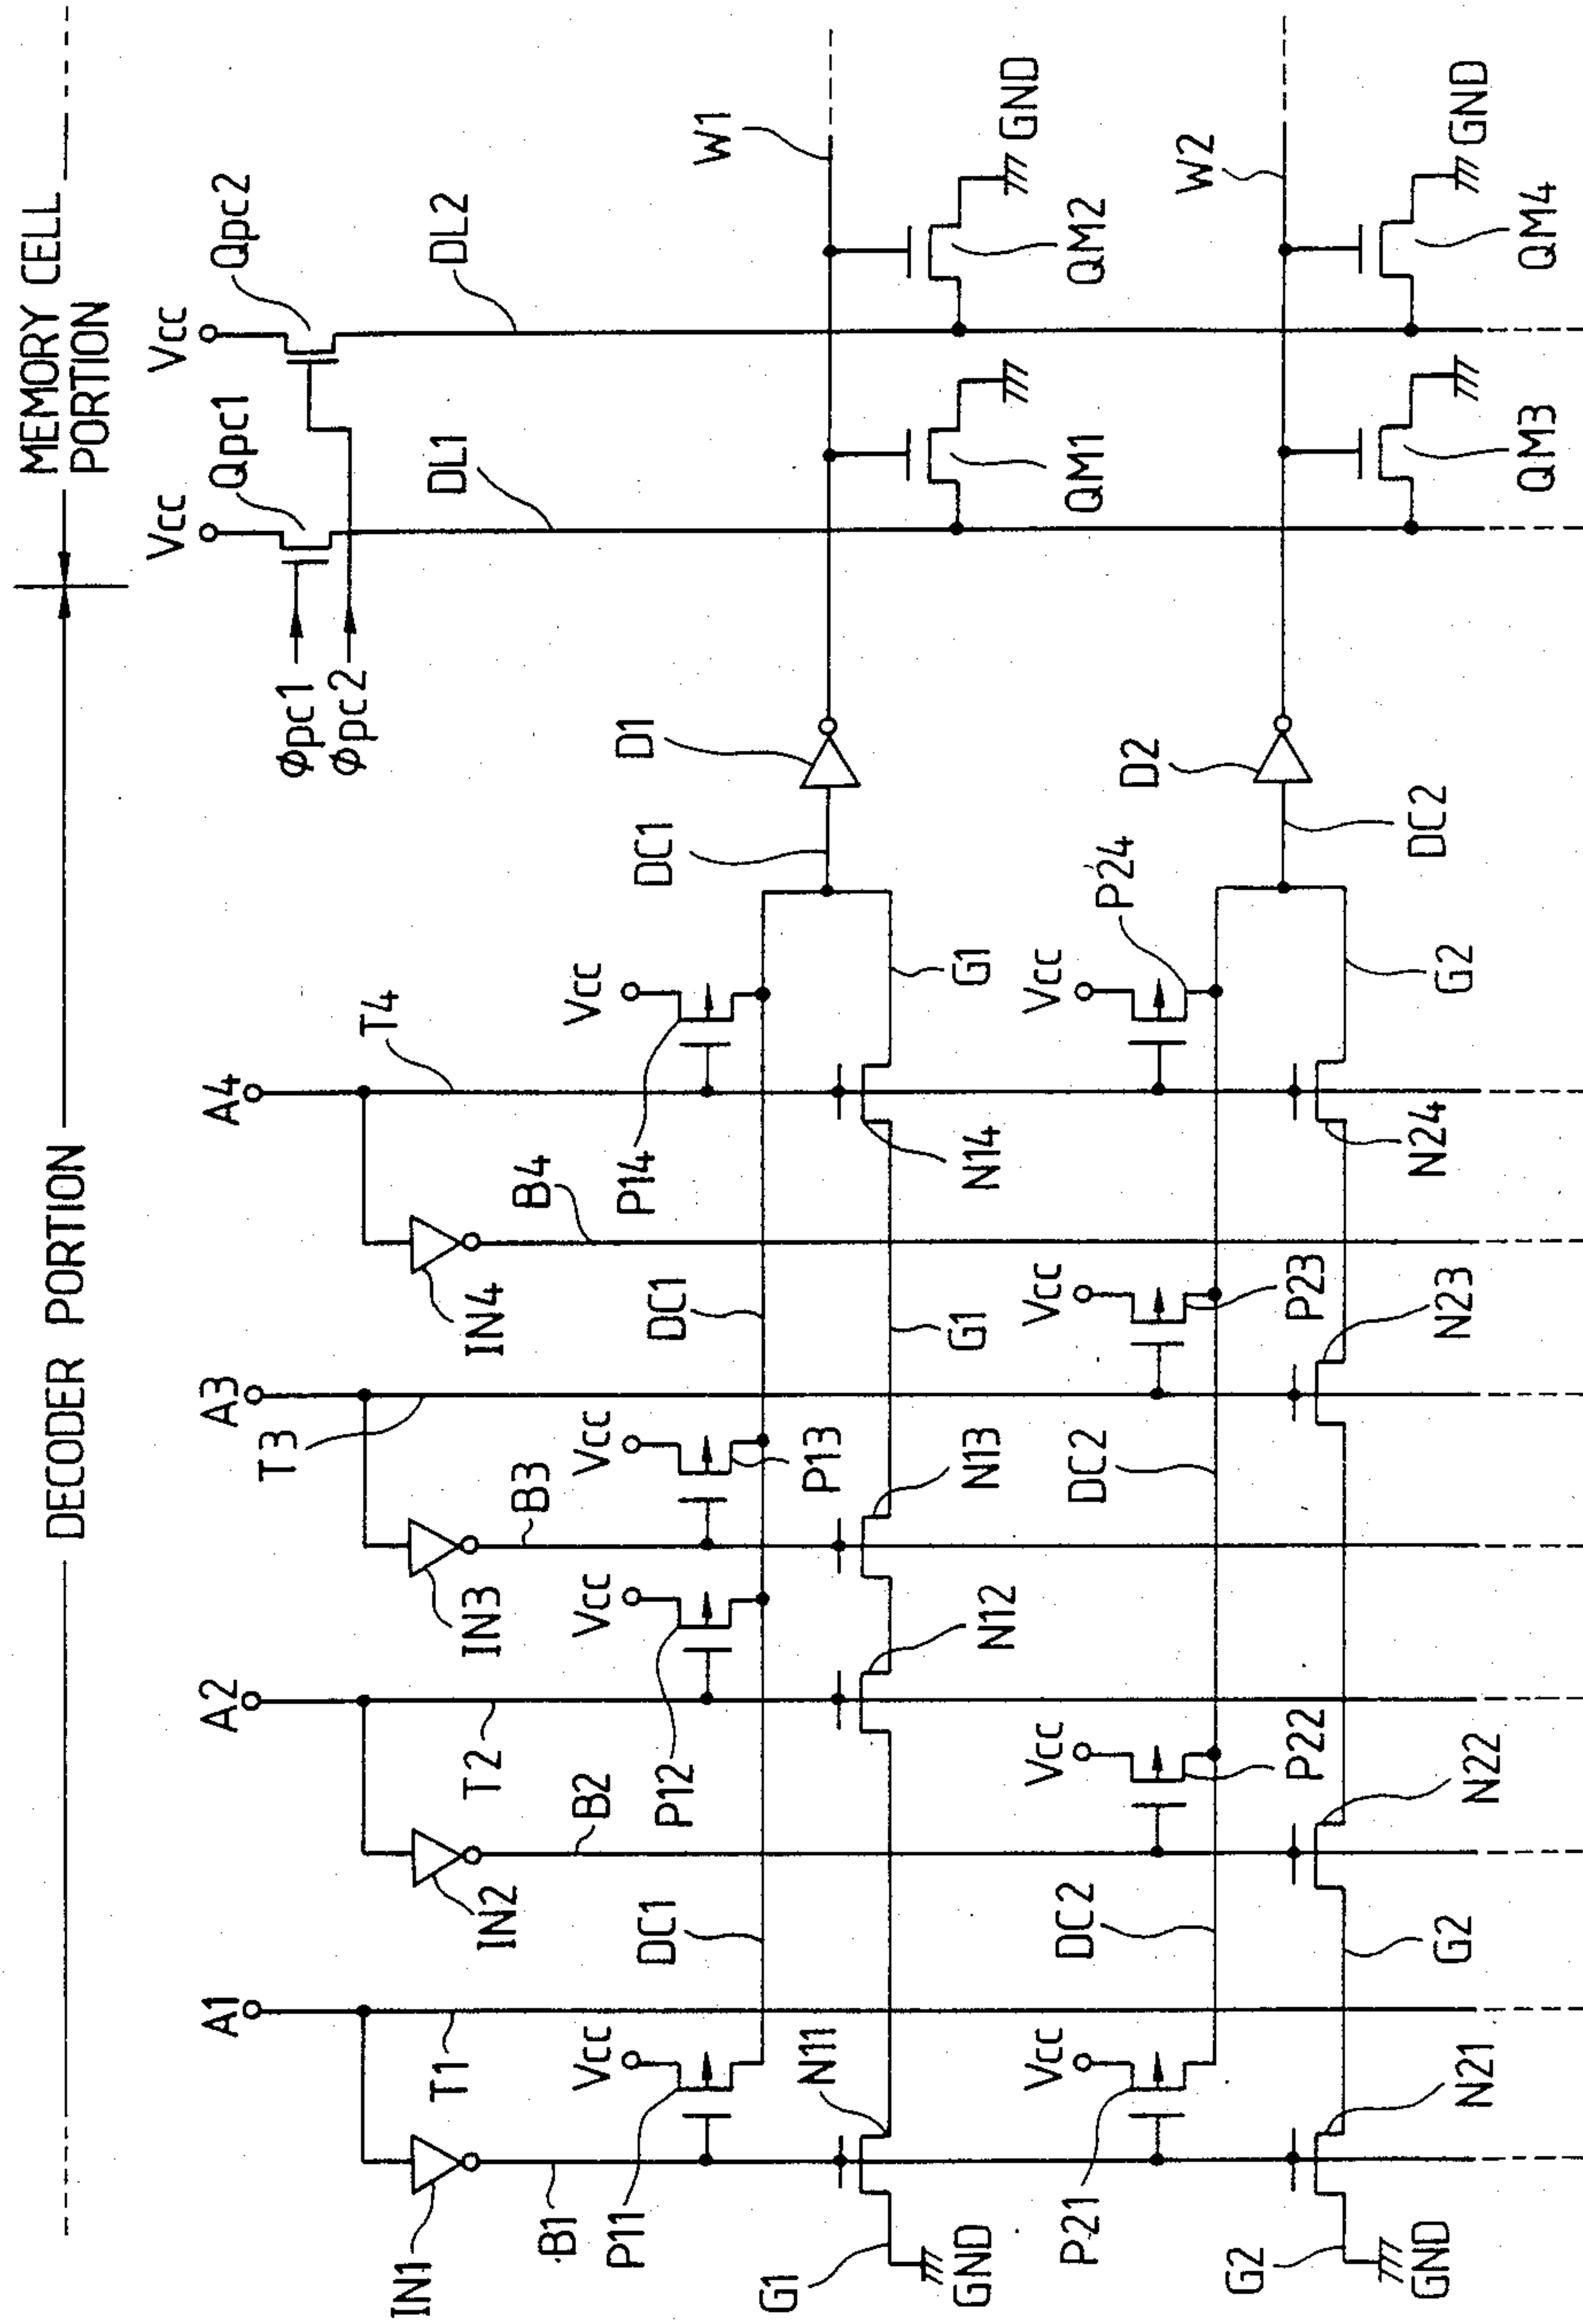 DECODER PORTION
MEMORY CELL
PORTION
A1
A2
A3
A4
Vcc
Vcc
Qpc1
Qpc2
T3
T4
Φpc1
Φpc2
IN1
IN2
IN3
IN4
T1
T2
B1
B2
B3
B4
DL1
DL2
Vcc
Vcc
Vcc
Vcc
P11
P12
P13
P14
DC1
DC1
DC1
D1
W1
N11
N12
N13
N14
G1
G1
G1
GND
QM1
QM2
GND
Vcc
Vcc
Vcc
Vcc
P21
P22
P23
P24
DC2
DC2
DC2
D2
W2
N21
N22
N23
N24
G2
G2
G2
GND
QM3
QM4
GND